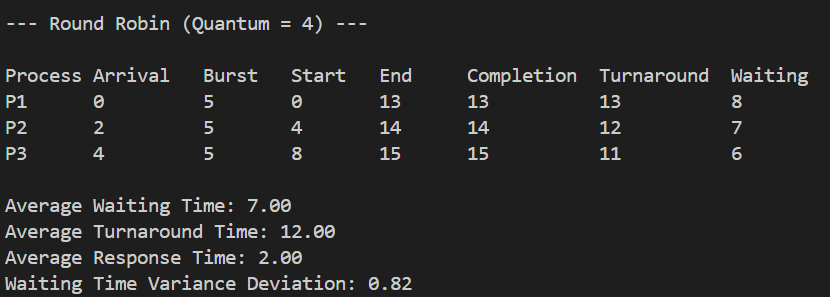 --- Round Robin (Quantum = 4) ---
Process Arrival Burst Start End Completion Turnaround Waiting
P1 0 5 0 13 13 13 8
P2 2 5 4 14 14 12 7
P3 4 5 8 15 15 11 6
Average Waiting Time: 7.00
Average Turnaround Time: 12.00
Average Response Time: 2.00
Waiting Time Variance Deviation: 0.82